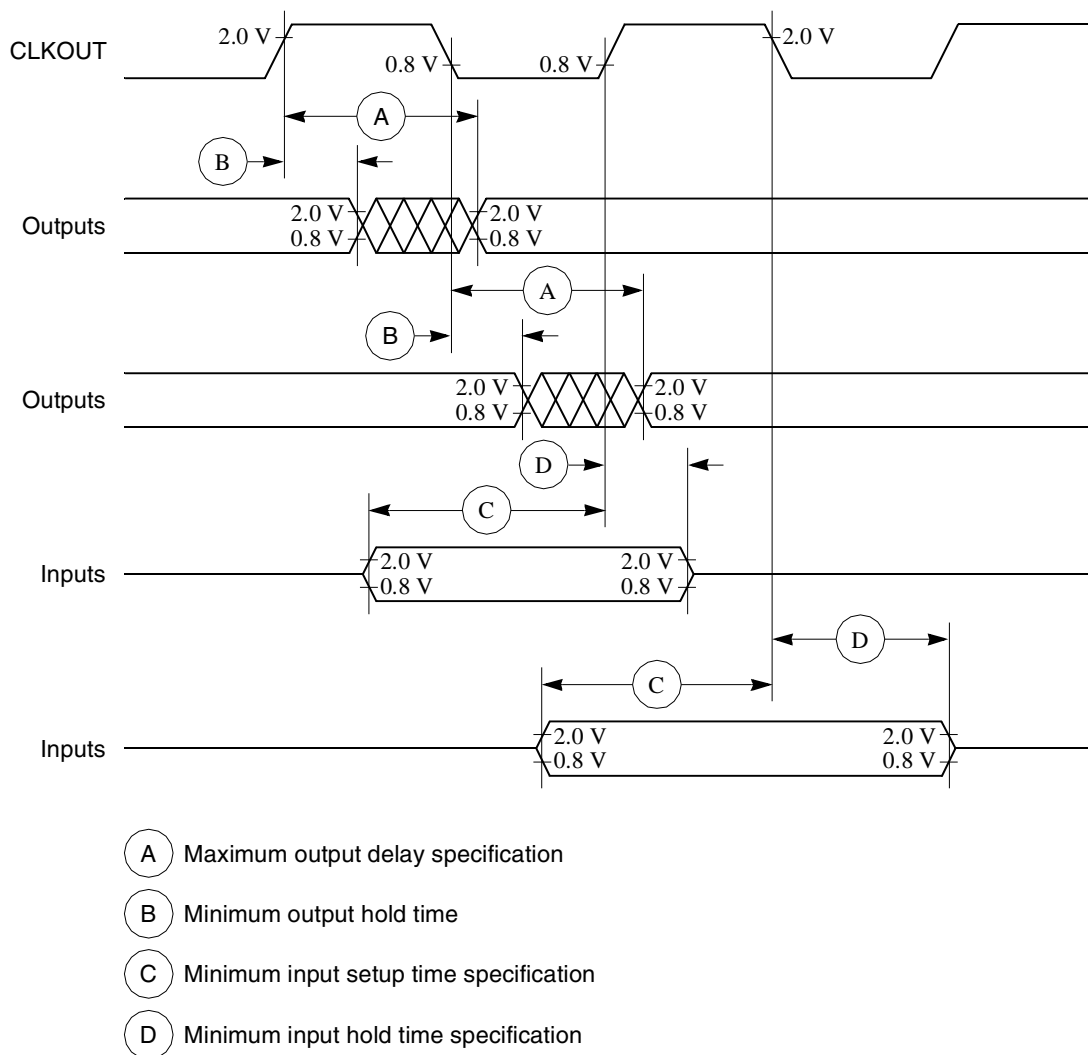 CLKOUT
2.0 V
0.8 V
0.8 V
2.0 V
A
B
Outputs
2.0 V
0.8 V
2.0 V
0.8 V
A
B
Outputs
2.0 V
0.8 V
2.0 V
0.8 V
D
C
Inputs
2.0 V
0.8 V
2.0 V
0.8 V
D
C
Inputs
2.0 V
0.8 V
2.0 V
0.8 V
A Maximum output delay specification
B Minimum output hold time
C Minimum input setup time specification
D Minimum input hold time specification